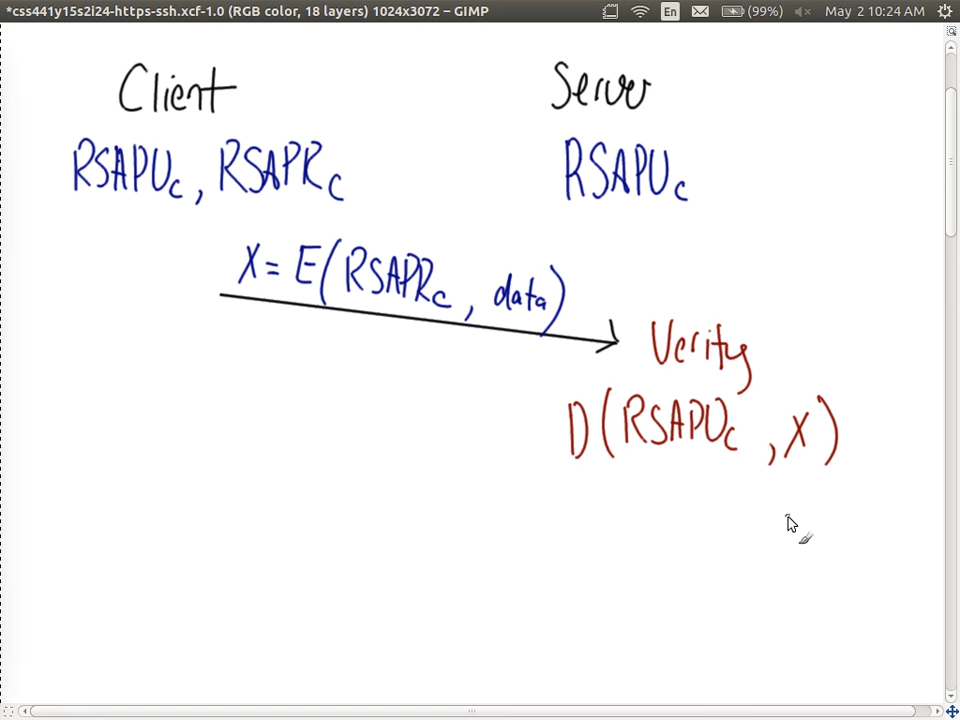 *css441y15s2i24-https-ssh.xcf-1.0 (RGB color, 18 layers) 1024x3072 – GIMP
En (99%) May 2 10:24 AM
Client Server
RSAPUc, RSAPRc RSAPUc
X = E(RSAPRc, data)
Verify
D(RSAPUc, X)